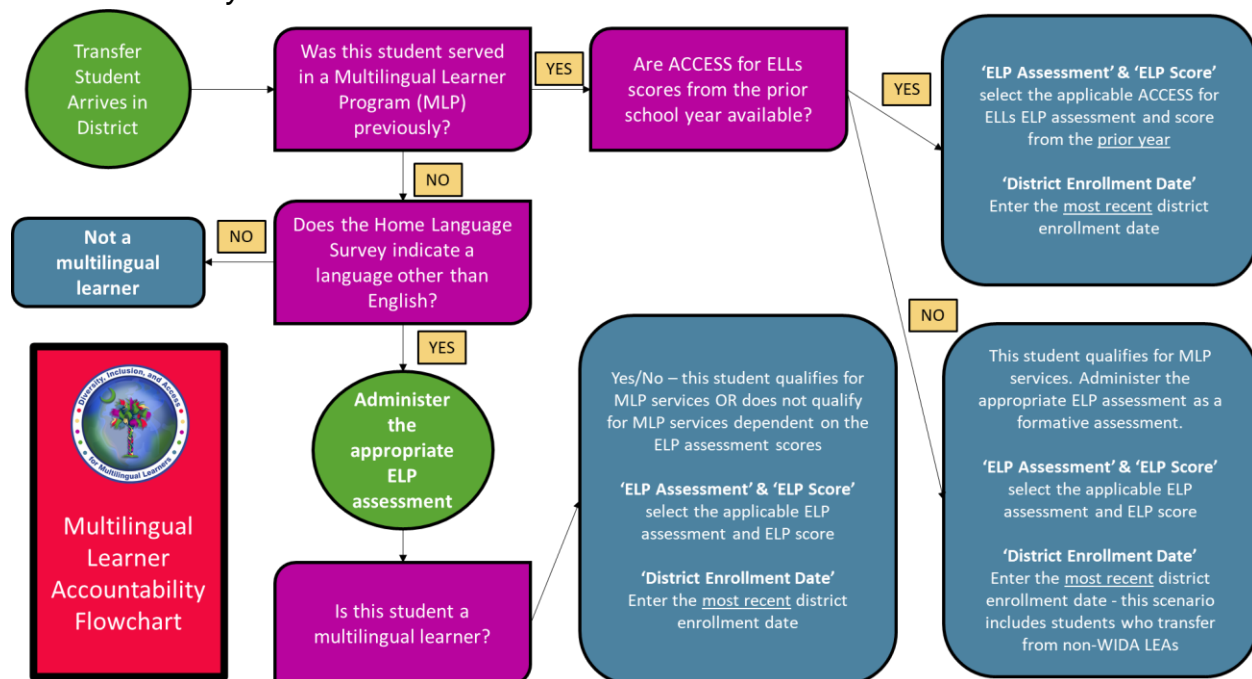 Transfer
Student
Arrives in
District
Was this student served
in a Multilingual Learner
Program (MLP)
previously?
YES
Are ACCESS for ELLs
scores from the prior
school year available?
YES
‘ELP Assessment’ & ‘ELP Score’
select the applicable ACCESS for
ELLs ELP assessment and score
from the prior year
‘District Enrollment Date’
Enter the most recent district
enrollment date
NO
Does the Home Language
Survey indicate a
language other than
English?
NO
Not a
multilingual
learner
YES
Administer
the
appropriate
ELP
assessment
Is this student a
multilingual learner?
Yes/No – this student qualifies for
MLP services OR does not qualify
for MLP services dependent on the
ELP assessment scores
‘ELP Assessment’ & ‘ELP Score’
select the applicable ELP
assessment and ELP score
‘District Enrollment Date’
Enter the most recent district
enrollment date
NO
This student qualifies for MLP
services. Administer the
appropriate ELP assessment as a
formative assessment.
‘ELP Assessment’ & ‘ELP Score’
select the applicable ELP
assessment and ELP score
‘District Enrollment Date’
Enter the most recent district
enrollment date - this scenario
includes students who transfer
from non-WIDA LEAs
Diversity, Inclusion, and Access
for Multilingual Learners
Multilingual
Learner
Accountability
Flowchart